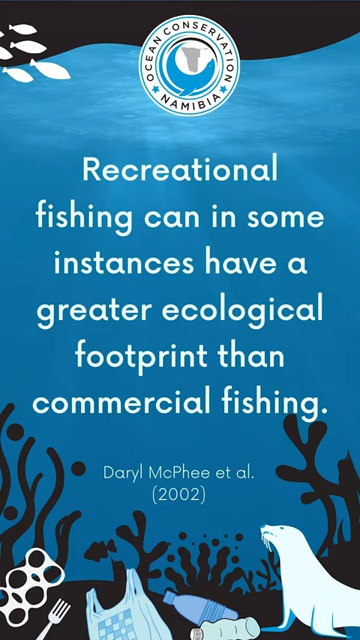 OCEAN CONSERVATION
NAMIBIA
Recreational
fishing can in some
instances have a
greater ecological
footprint than
commercial fishing.
Daryl McPhee et al.
(2002)